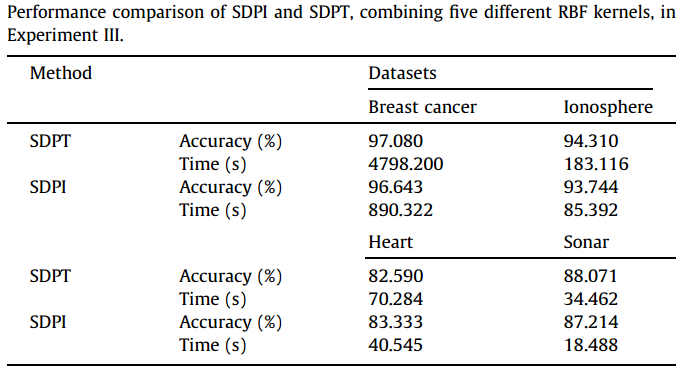 Performance comparison of SDPI and SDPT, combining five different RBF kernels, in
Experiment III.
Method Datasets
Breast cancer Ionosphere
SDPT Accuracy (%) 97.080 94.310
Time (s) 4798.200 183.116
SDPI Accuracy (%) 96.643 93.744
Time (s) 890.322 85.392
Heart Sonar
SDPT Accuracy (%) 82.590 88.071
Time (s) 70.284 34.462
SDPI Accuracy (%) 83.333 87.214
Time (s) 40.545 18.488